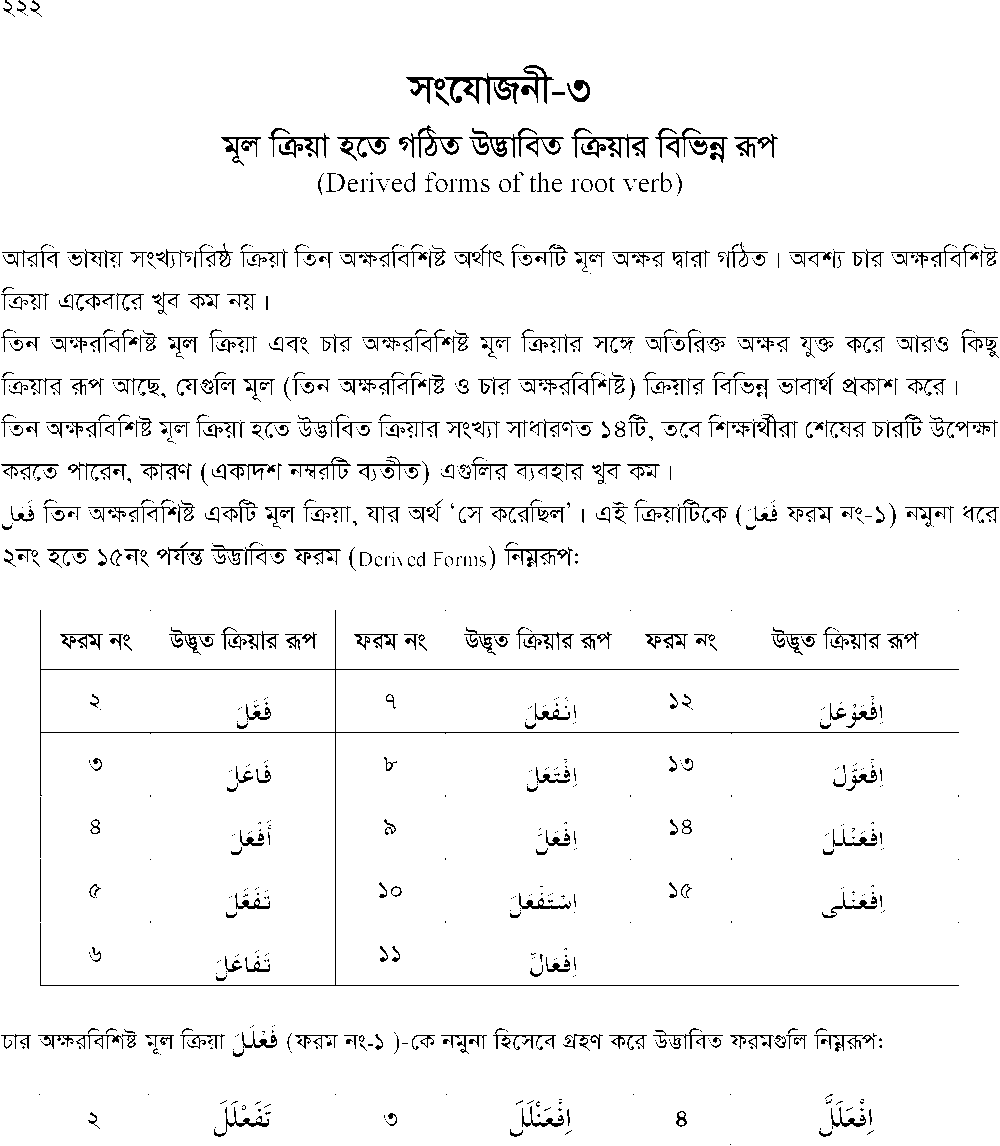 ২২২
সংযোজনী-৩
মূল ক্রিয়া হতে গঠিত উদ্ভাবিত ক্রিয়ার বিভিন্ন রূপ
(Derived forms of the root verb)
আরবি ভাষায় সংখ্যাগরিষ্ঠ ক্রিয়া তিন অক্ষরবিশিষ্ট অর্থাৎ তিনটি মূল অক্ষর দ্বারা গঠিত। অবশ্য চার অক্ষরবিশিষ্ট
ক্রিয়া একেবারে খুব কম নয়।
তিন অক্ষরবিশিষ্ট মূল ক্রিয়া এবং চার অক্ষরবিশিষ্ট মূল ক্রিয়ার সঙ্গে অতিরিক্ত অক্ষর যুক্ত করে আরও কিছু
ক্রিয়ার রূপ আছে, যেগুলি মূল (তিন অক্ষরবিশিষ্ট ও চার অক্ষরবিশিষ্ট) ক্রিয়ার বিভিন্ন ভাবার্থ প্রকাশ করে।
তিন অক্ষরবিশিষ্ট মূল ক্রিয়া হতে উদ্ভাবিত ক্রিয়ার সংখ্যা সাধারণত ১৪টি, তবে শিক্ষার্থীরা শেষের চারটি উপেক্ষা
করতে পারেন, কারণ (একাদশ নম্বরটি ব্যতীত) এগুলির ব্যবহার খুব কম।
فَعَلَ তিন অক্ষরবিশিষ্ট একটি মূল ক্রিয়া, যার অর্থ ‘সে করেছিল’। এই ক্রিয়াটিকে (فَعَلَ ফরম নং-১) নমুনা ধরে
২নং হতে ১৫নং পর্যন্ত উদ্ভাবিত ফরম (Derived Forms) নিম্নরূপ:
ফরম নং উদ্ভূত ক্রিয়ার রূপ ফরম নং উদ্ভূত ক্রিয়ার রূপ ফরম নং উদ্ভূত ক্রিয়ার রূপ
২ فَعَّلَ ৭ اِنْفَعَلَ ১২ اِفْعَوْعَلَ
৩ فَاعَلَ ৮ اِفْتَعَلَ ১৩ اِفْعَوَّلَ
৪ أَفْعَلَ ৯ اِفْعَلَّ ১৪ اِفْعَنْلَلَ
৫ تَفَعَّلَ ১০ اِسْتَفْعَلَ ১৫ اِفْعَنْلَى
৬ تَفَاعَلَ ১১ اِفْعَالَّ
চার অক্ষরবিশিষ্ট মূল ক্রিয়া فَعْلَلَ (ফরম নং-১ )-কে নমুনা হিসেবে গ্রহণ করে উদ্ভাবিত ফরমগুলি নিম্নরূপ:
২ تَفَعْلَلَ ৩ اِفْعَنْلَلَ ৪ اِفْعَلَلَّ